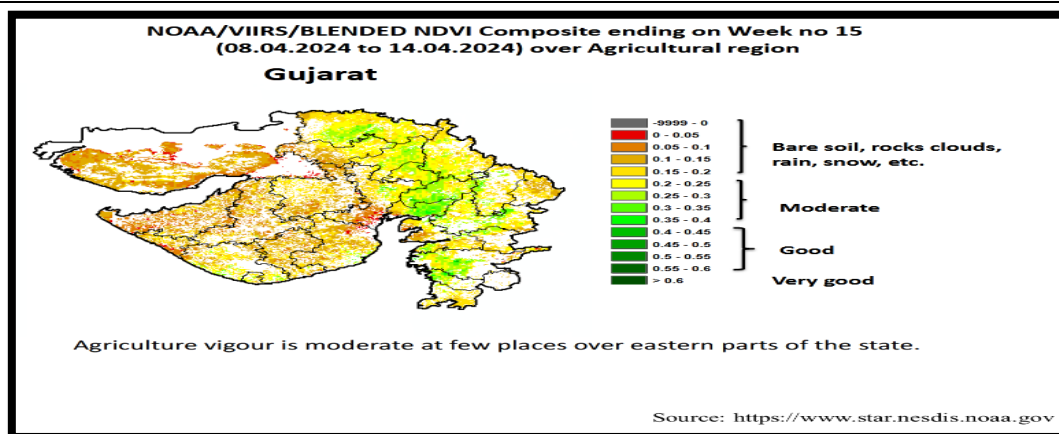 NOAA/VIIRS/BLENDED NDVI Composite ending on Week no 15
(08.04.2024 to 14.04.2024) over Agricultural region
Gujarat
-9999 - 0
0 - 0.05
0.05 - 0.1
0.1 - 0.15
0.15 - 0.2
0.2 - 0.25
0.25 - 0.3
0.3 - 0.35
0.35 - 0.4
0.4 - 0.45
0.45 - 0.5
0.5 - 0.55
0.55 - 0.6
> 0.6
Bare soil, rocks clouds,
rain, snow, etc.
Moderate
Good
Very good
Agriculture vigour is moderate at few places over eastern parts of the state.
Source: https://www.star.nesdis.noaa.gov